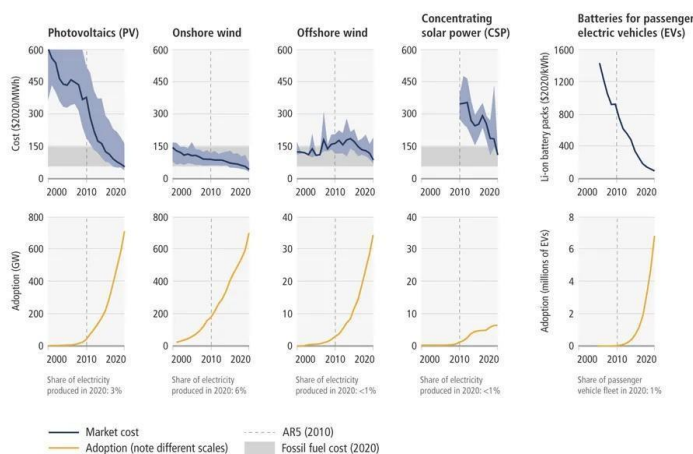 Photovoltaics (PV)
Onshore wind
Offshore wind
Concentrating
solar power (CSP)
Batteries for passenger
electric vehicles (EVs)
Cost ($2020/MWh)
600
450
300
150
0
2000 2010 2020
600
450
300
150
0
2000 2010 2020
600
450
300
150
0
2000 2010 2020
600
450
300
150
0
2000 2010 2020
Li-on battery packs ($2020/kWh)
1600
1200
800
400
0
2000 2010 2020
Adoption (GW)
800
600
400
200
0
2000 2010 2020
Share of electricity
produced in 2020: 3%
800
600
400
200
0
2000 2010 2020
Share of electricity
produced in 2020: 6%
40
30
20
10
0
2000 2010 2020
Share of electricity
produced in 2020: <1%
40
30
20
10
0
2000 2010 2020
Share of electricity
produced in 2020: <1%
Adoption (millions of EVs)
8
6
4
2
0
2000 2010 2020
Share of passenger
vehicle fleet in 2020: 1%
Market cost
Adoption (note different scales)
AR5 (2010)
Fossil fuel cost (2020)